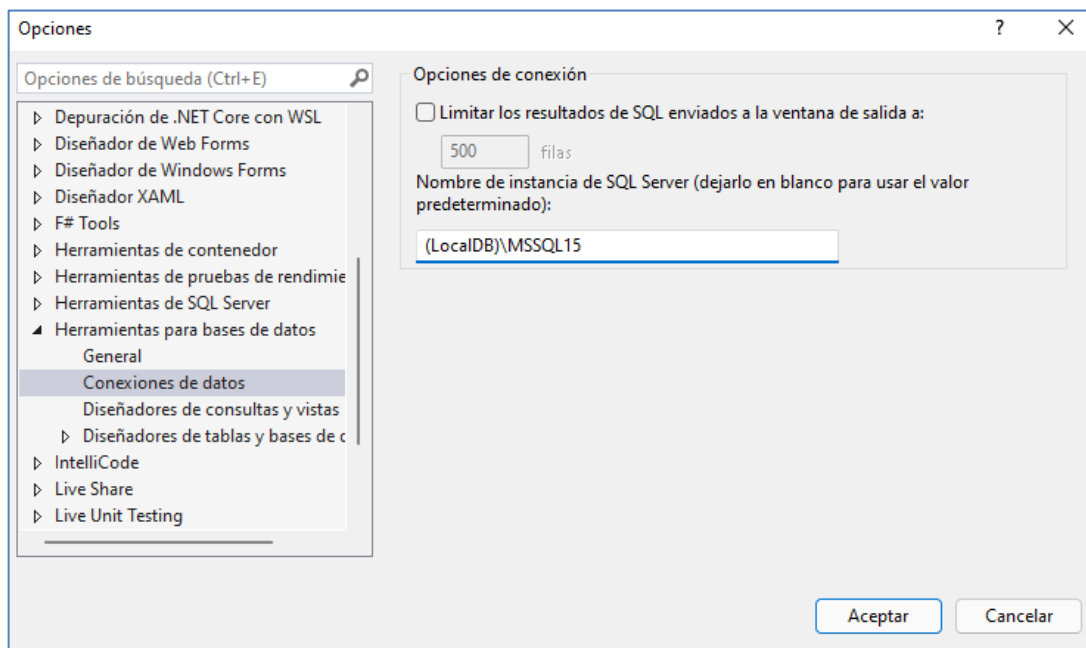 Opciones
?
Opciones de búsqueda (Ctrl+E)
Depuración de .NET Core con WSL
Diseñador de Web Forms
Diseñador de Windows Forms
Diseñador XAML
F# Tools
Herramientas de contenedor
Herramientas de pruebas de rendimie
Herramientas de SQL Server
Herramientas para bases de datos
General
Conexiones de datos
Diseñadores de consultas y vistas
Diseñadores de tablas y bases de c
IntelliCode
Live Share
Live Unit Testing
Opciones de conexión
Limitar los resultados de SQL enviados a la ventana de salida a:
500 filas
Nombre de instancia de SQL Server (dejarlo en blanco para usar el valor
predeterminado):
(LocalDB)\MSSQL15
Aceptar Cancelar